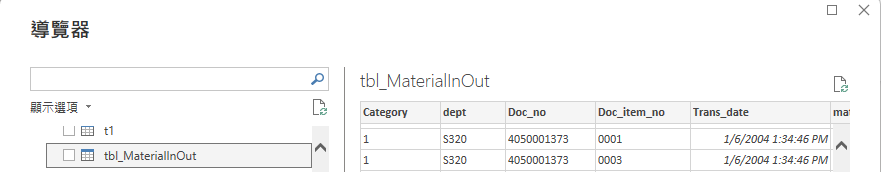 導覽器
顯示選項
t1
tbl_MaterialInOut
tbl_MaterialInOut
Category dept Doc_no Doc_item_no Trans_date mat
1 S320 4050001373 0001 1/6/2004 1:34:46 PM
1 S320 4050001373 0003 1/6/2004 1:34:46 PM